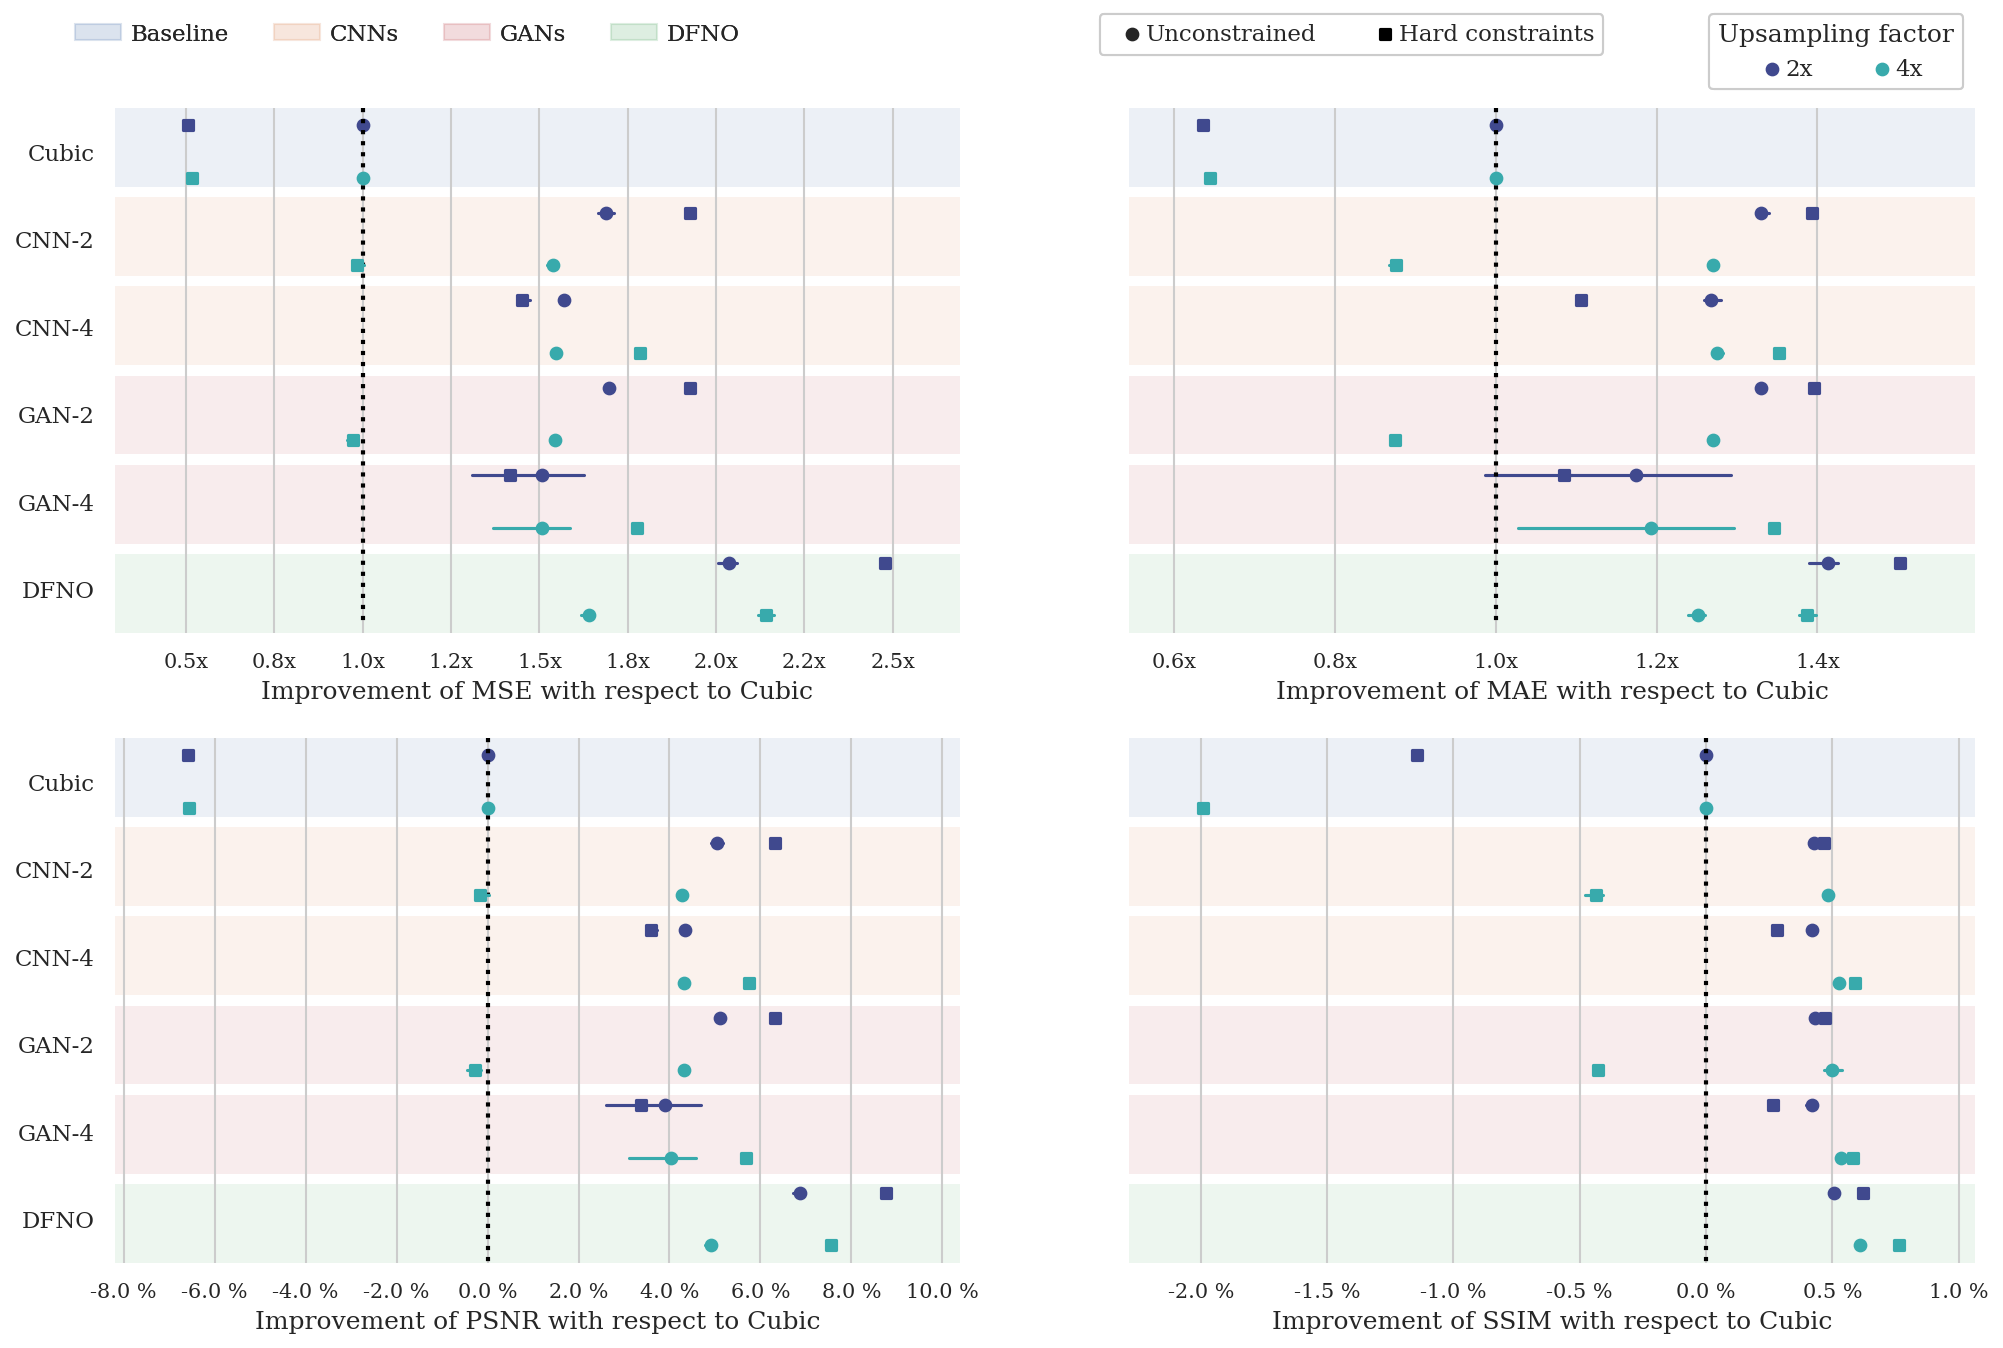 Baseline CNNs GANs DFNO Unconstrained Hard constraints
Upsampling factor
2x 4x
Cubic
CNN-2
CNN-4
GAN-2
GAN-4
DFNO
0.5x 0.8x 1.0x 1.2x 1.5x 1.8x 2.0x 2.2x 2.5x
Improvement of MSE with respect to Cubic
0.6x 0.8x 1.0x 1.2x 1.4x
Improvement of MAE with respect to Cubic
Cubic
CNN-2
CNN-4
GAN-2
GAN-4
DFNO
-8.0 % -6.0 % -4.0 % -2.0 % 0.0 % 2.0 % 4.0 % 6.0 % 8.0 % 10.0 %
Improvement of PSNR with respect to Cubic
-2.0 % -1.5 % -1.0 % -0.5 % 0.0 % 0.5 % 1.0 %
Improvement of SSIM with respect to Cubic